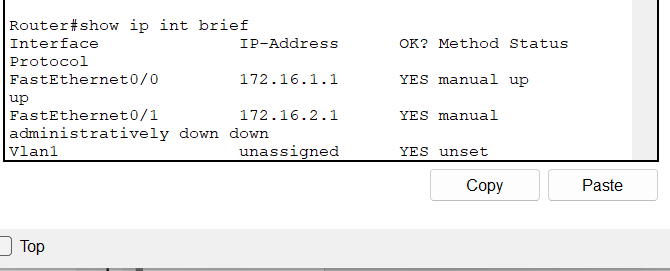 Router#show ip int brief
Interface IP-Address OK? Method Status
Protocol
FastEthernet0/0 172.16.1.1 YES manual up
up
FastEthernet0/1 172.16.2.1 YES manual
administratively down down
Vlan1 unassigned YES unset
Copy Paste
Top